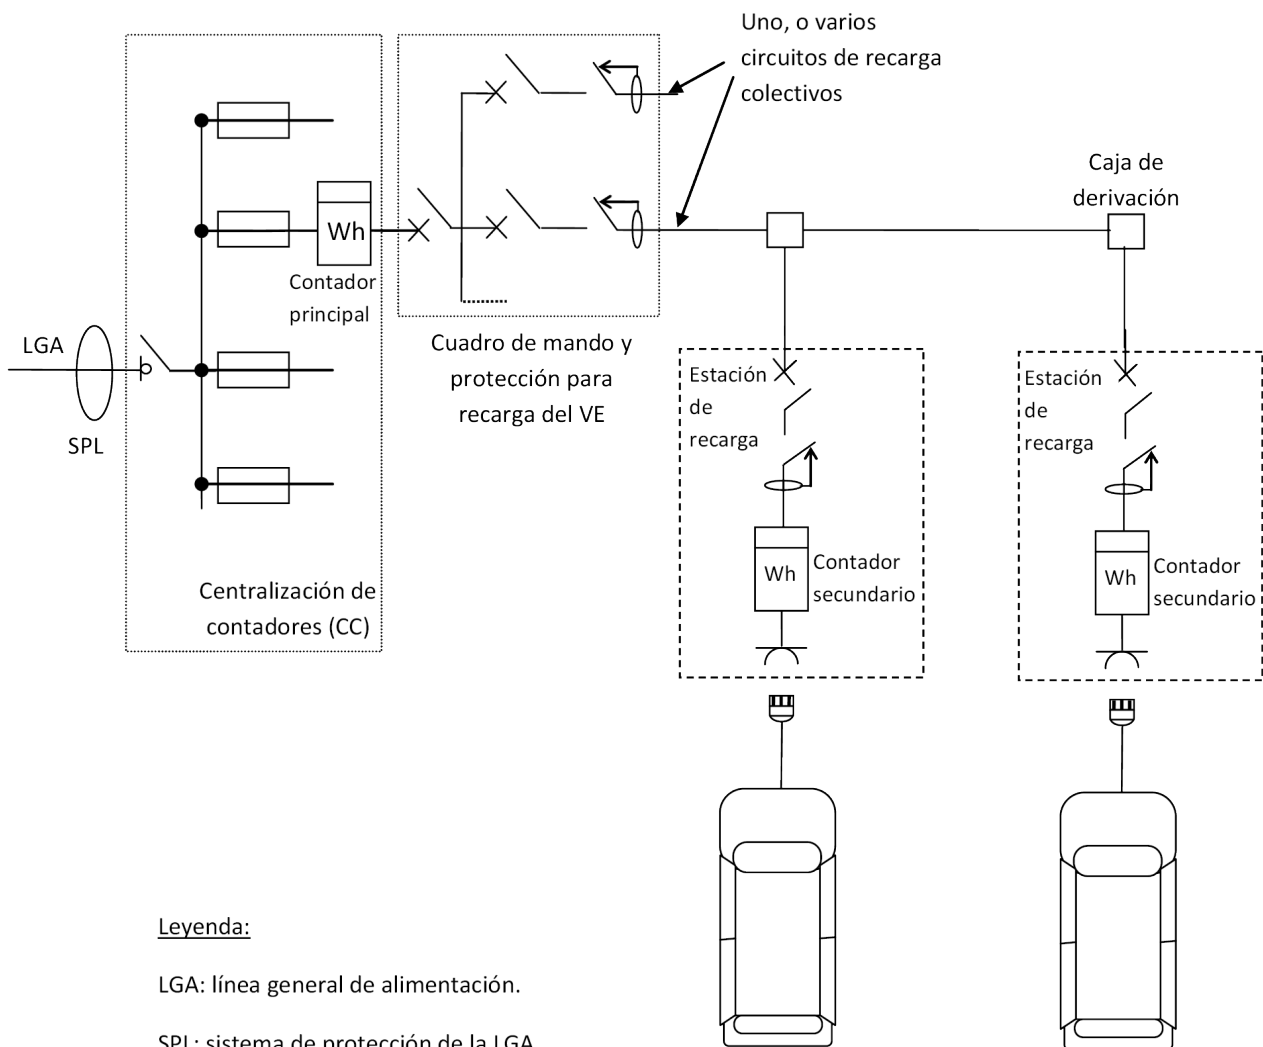 Uno, o varios
circuitos de recarga
colectivos
Caja de
derivación
Wh
Contador
principal
LGA
SPL
Cuadro de mando y
protección para
recarga del VE
Estación
de
recarga
Estación
de
recarga
Wh
Contador
secundario
Wh
Contador
secundario
Centralización de
contadores (CC)
Leyenda:
LGA: línea general de alimentación.
SPL: sistema de protección de la LGA